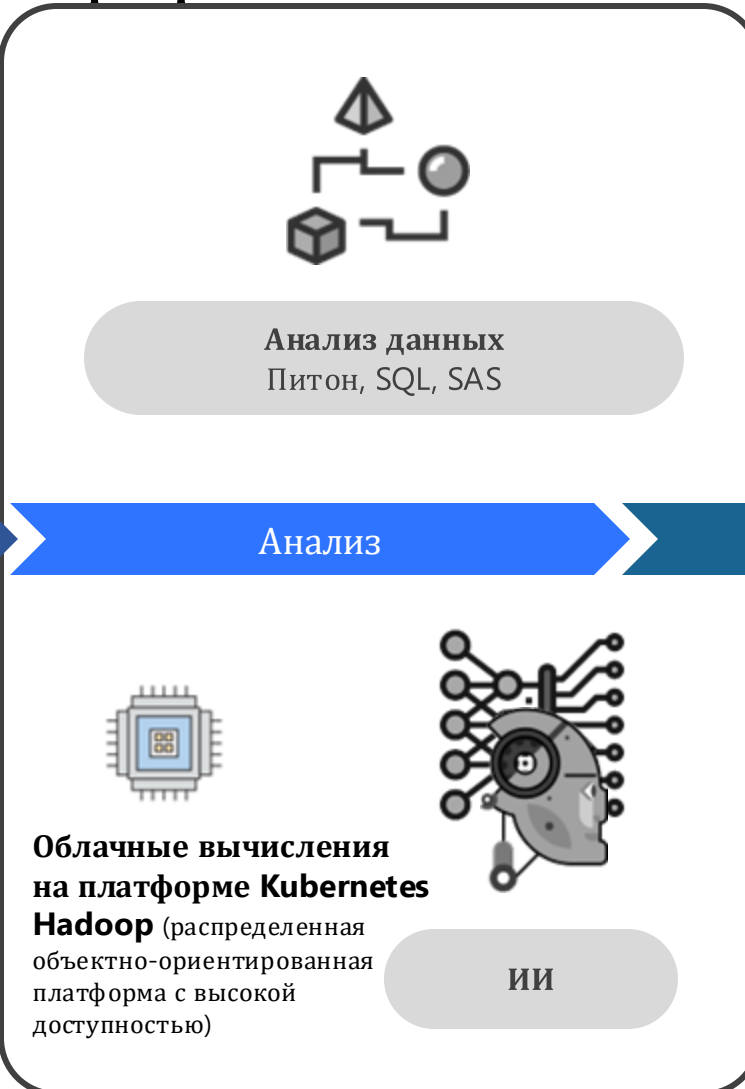 Анализ данных
Питон, SQL, SAS
Анализ
Облачные вычисления
на платформе Kubernetes
Hadoop (распределенная
объектно-ориентированная
платформа с высокой
доступностью)
ИИ